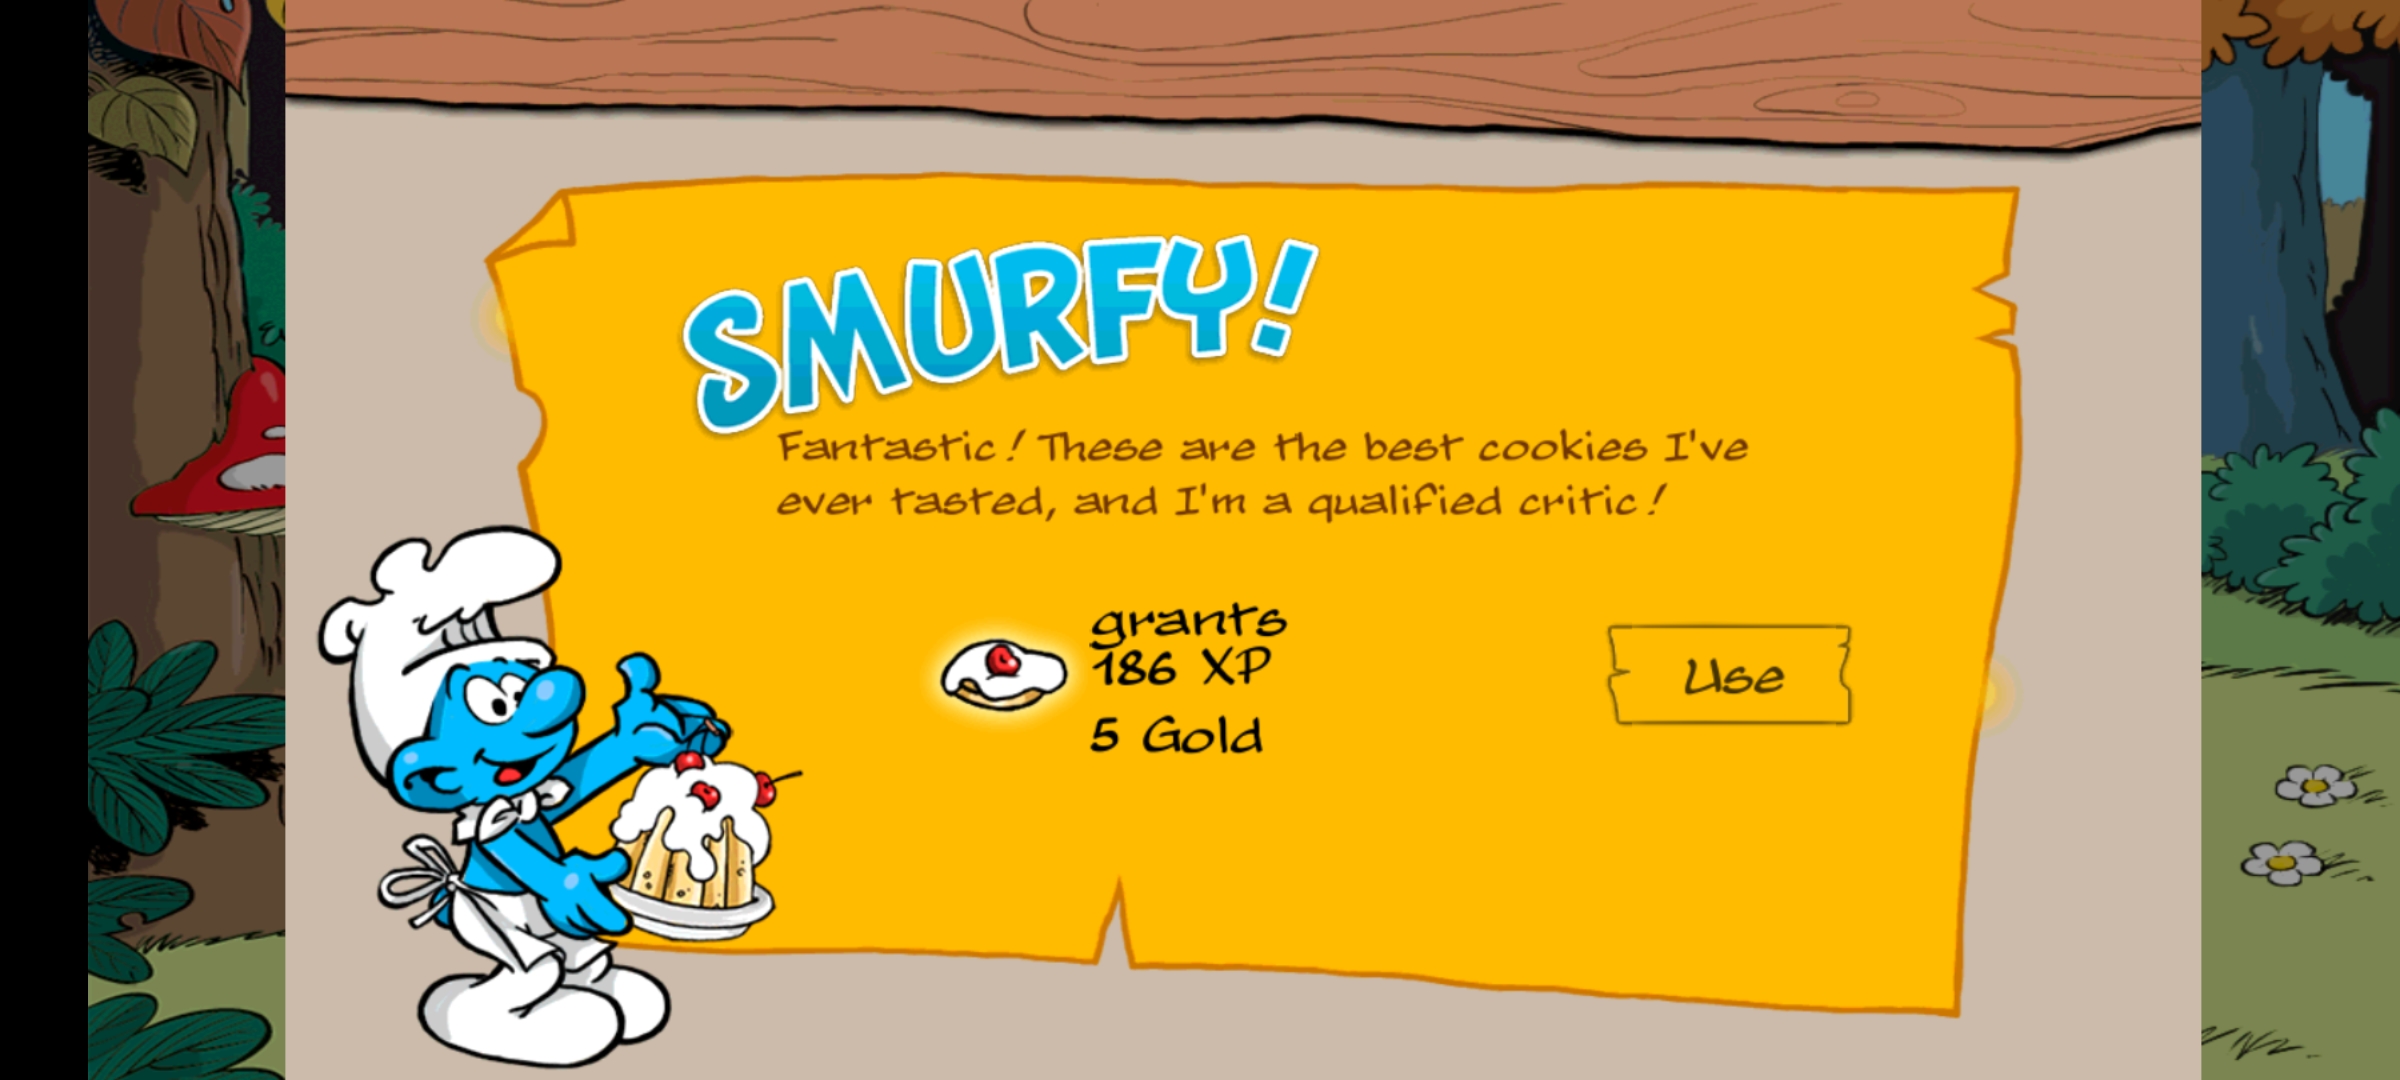 SMURFY!
Fantastic! These are the best cookies I've
ever tasted, and I'm a qualified critic!
grants
186 XP
5 Gold
Use